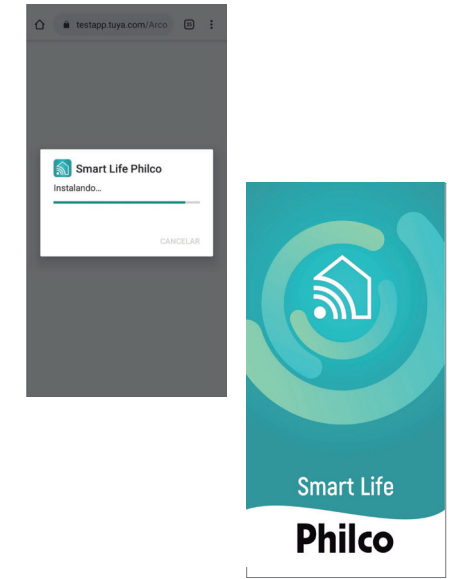 testapp.tuya.com/Arco
Smart Life Philco
Instalando...
CANCELAR
Smart Life
Philco